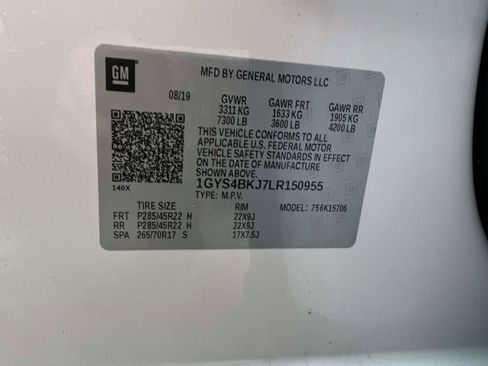 GM
MFD BY GENERAL MOTORS LLC
08/19 GVWR GAWR FRT GAWR RR
3311 KG 1633 KG 1905 KG
7300 LB 3600 LB 4200 LB
THIS VEHICLE CONFORMS TO ALL
APPLICABLE U.S. FEDERAL MOTOR
VEHICLE SAFETY STANDARDS IN EFFECT
ON THE DATE OF MANUFACTURE
SHOWN ABOVE.
1GYS4BKJ7LR150955
140X TYPE: M.P.V.
TIRE SIZE RIM MODEL: 756K15706
FRT P285/45R22 H 22X9J
RR P285/45R22 H 22X9J
SPA 265/70R17 S 17X7.5J